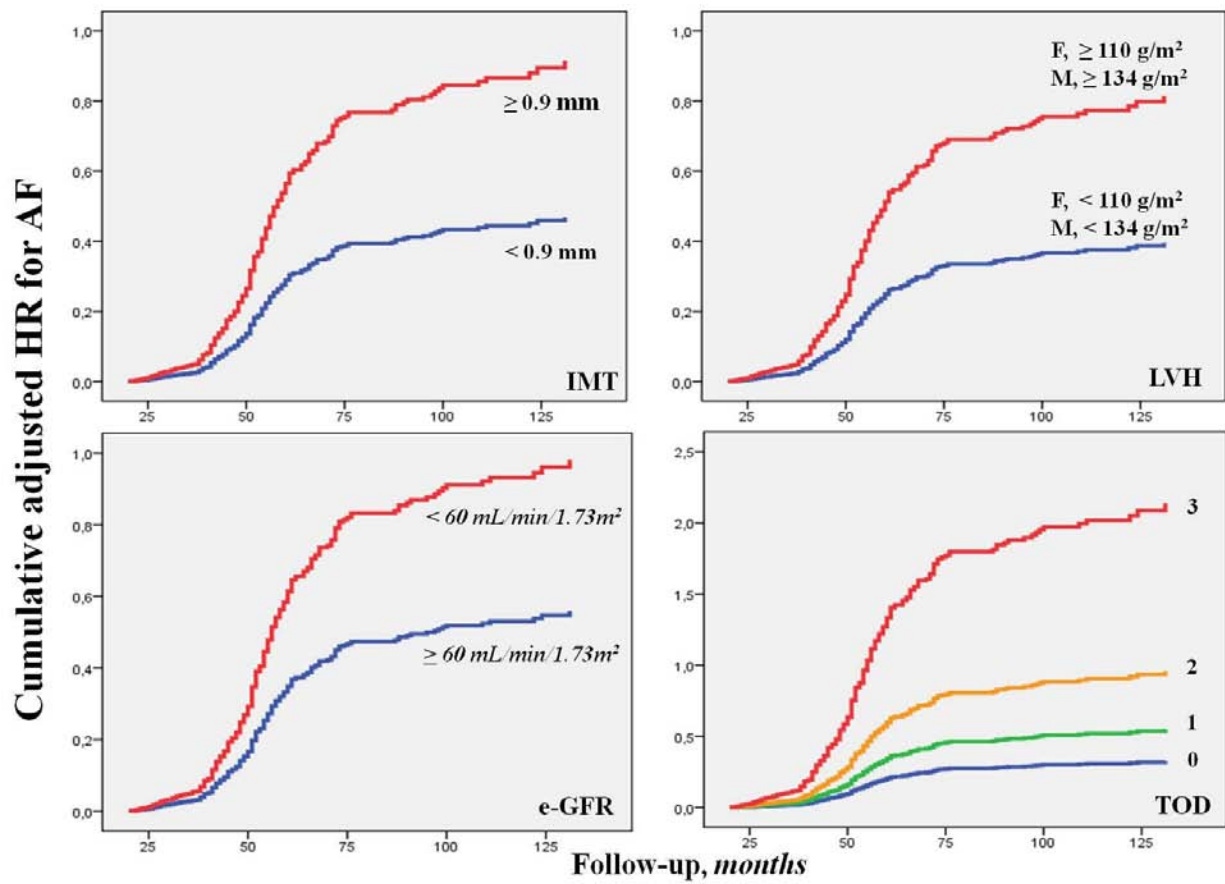 Cumulative adjusted HR for AF
1,0
0,8
0,6
0,4
0,2
0,0
25 50 75 100 125
≥ 0.9 mm
< 0.9 mm
IMT
1,0
0,8
0,6
0,4
0,2
0,0
25 50 75 100 125
F, ≥ 110 g/m²
M, ≥ 134 g/m²
F, < 110 g/m²
M, < 134 g/m²
LVH
1,0
0,8
0,6
0,4
0,2
0,0
25 50 75 100 125
< 60 mL/min/1.73m²
≥ 60 mL/min/1.73m²
e-GFR
2,5
2,0
1,5
1,0
0,5
0,0
25 50 75 100 125
3
2
1
0
TOD
Follow-up, months